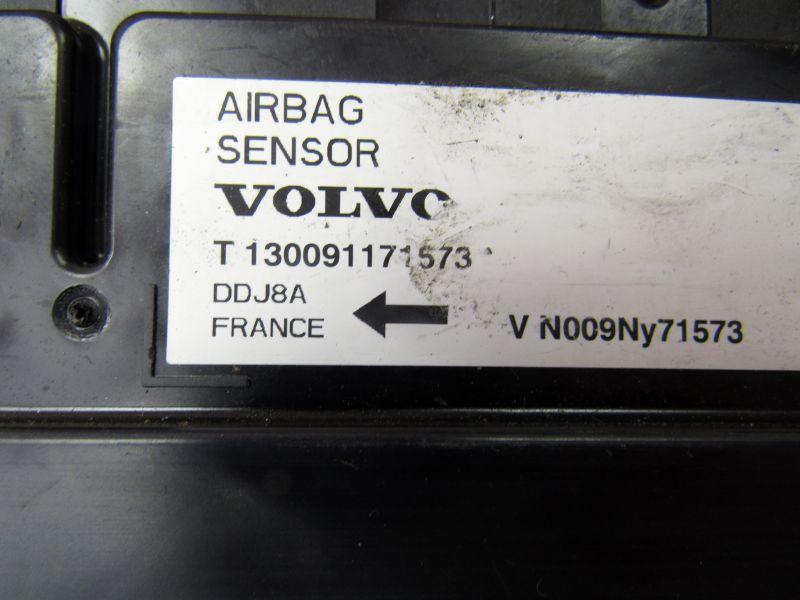 AIRBAG
SENSOR
VOLVO
T 130091171573
DDJ8A
FRANCE
V N009Ny71573